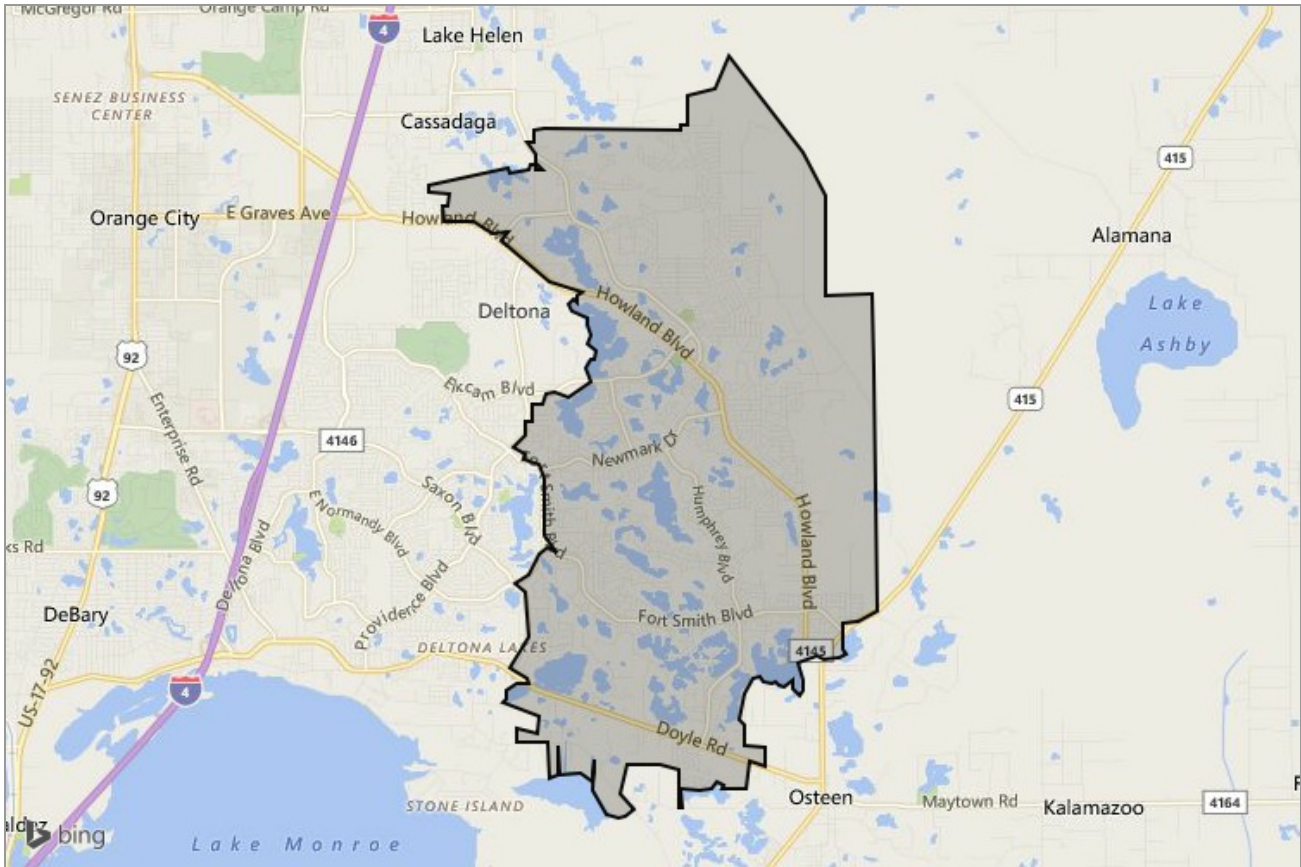 McGregor Rd
Orange Camp Rd
4
Lake Helen
SENEZ BUSINESS
CENTER
Cassadaga
415
Orange City
E Graves Ave
Howland Blvd
Alamana
Deltona
Howland Blvd
Lake
Ashby
92
Elkcam Blvd
415
Enterprise Rd
4146
Newmark Dr
92
Saxon Blvd
E Normandy Blvd
Smith Blvd
Humphrey Blvd
Howland Blvd
ks Rd
Deltona Blvd
DeBary
Providence Blvd
Fort Smith Blvd
DELTONA LAKES
4145
US-17-92
4
Doyle Rd
Osteen
STONE ISLAND
Maytown Rd
Kalamazoo
4164
F
aldez
bing
Lake Monroe